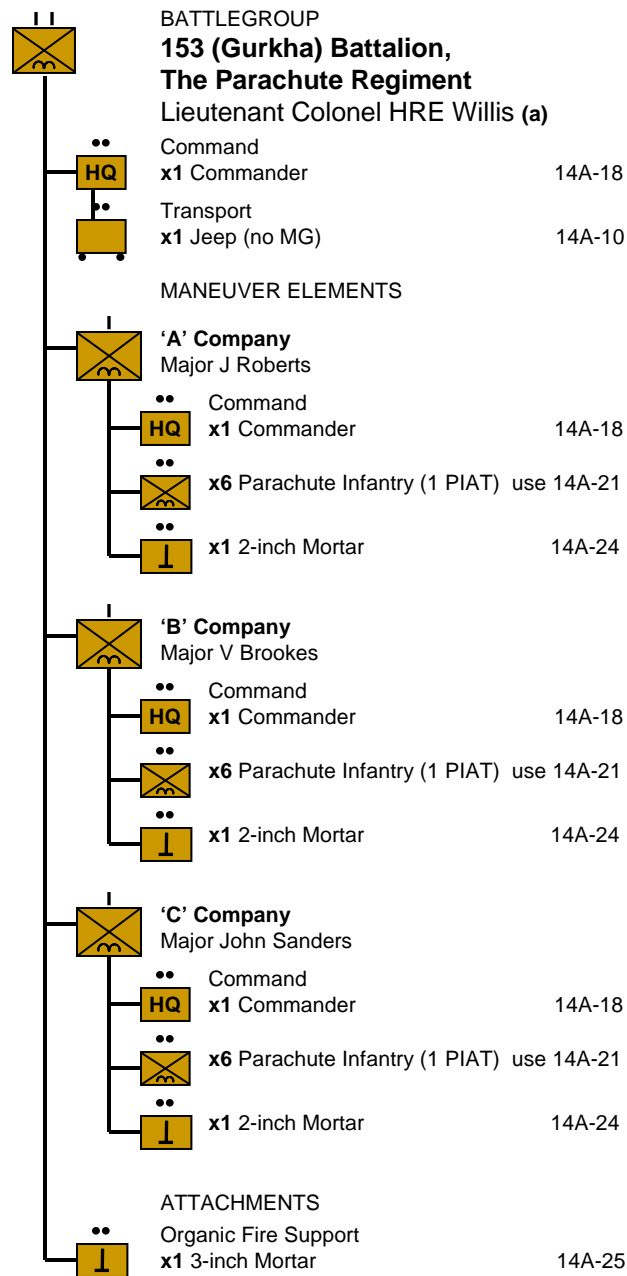 BATTLEGROUP
153 (Gurkha) Battalion,
The Parachute Regiment
Lieutenant Colonel HRE Willis (a)
Command
HQ x1 Commander 14A-18
Transport
x1 Jeep (no MG) 14A-10
MANEUVER ELEMENTS
‘A’ Company
Major J Roberts
Command
HQ x1 Commander 14A-18
x6 Parachute Infantry (1 PIAT) use 14A-21
x1 2-inch Mortar 14A-24
‘B’ Company
Major V Brookes
Command
HQ x1 Commander 14A-18
x6 Parachute Infantry (1 PIAT) use 14A-21
x1 2-inch Mortar 14A-24
‘C’ Company
Major John Sanders
Command
HQ x1 Commander 14A-18
x6 Parachute Infantry (1 PIAT) use 14A-21
x1 2-inch Mortar 14A-24
ATTACHMENTS
Organic Fire Support
x1 3-inch Mortar 14A-25